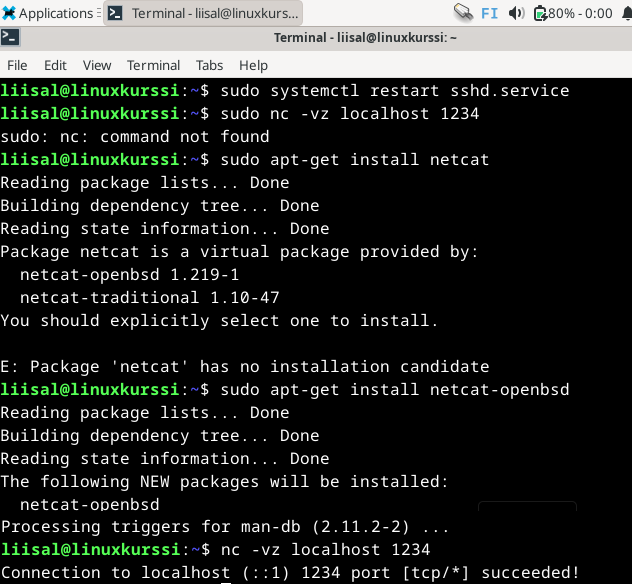 Applications
Terminal - liisal@linuxkurs...
FI
80% - 0:00
Terminal - liisal@linuxkurssi: ~
File Edit View Terminal Tabs Help
liisal@linuxkurssi:~$ sudo systemctl restart sshd.service
liisal@linuxkurssi:~$ sudo nc -vz localhost 1234
sudo: nc: command not found
liisal@linuxkurssi:~$ sudo apt-get install netcat
Reading package lists... Done
Building dependency tree... Done
Reading state information... Done
Package netcat is a virtual package provided by:
  netcat-openbsd 1.219-1
  netcat-traditional 1.10-47
You should explicitly select one to install.

E: Package 'netcat' has no installation candidate
liisal@linuxkurssi:~$ sudo apt-get install netcat-openbsd
Reading package lists... Done
Building dependency tree... Done
Reading state information... Done
The following NEW packages will be installed:
  netcat-openbsd
Processing triggers for man-db (2.11.2-2) ...
liisal@linuxkurssi:~$ nc -vz localhost 1234
Connection to localhost (::1) 1234 port [tcp/*] succeeded!